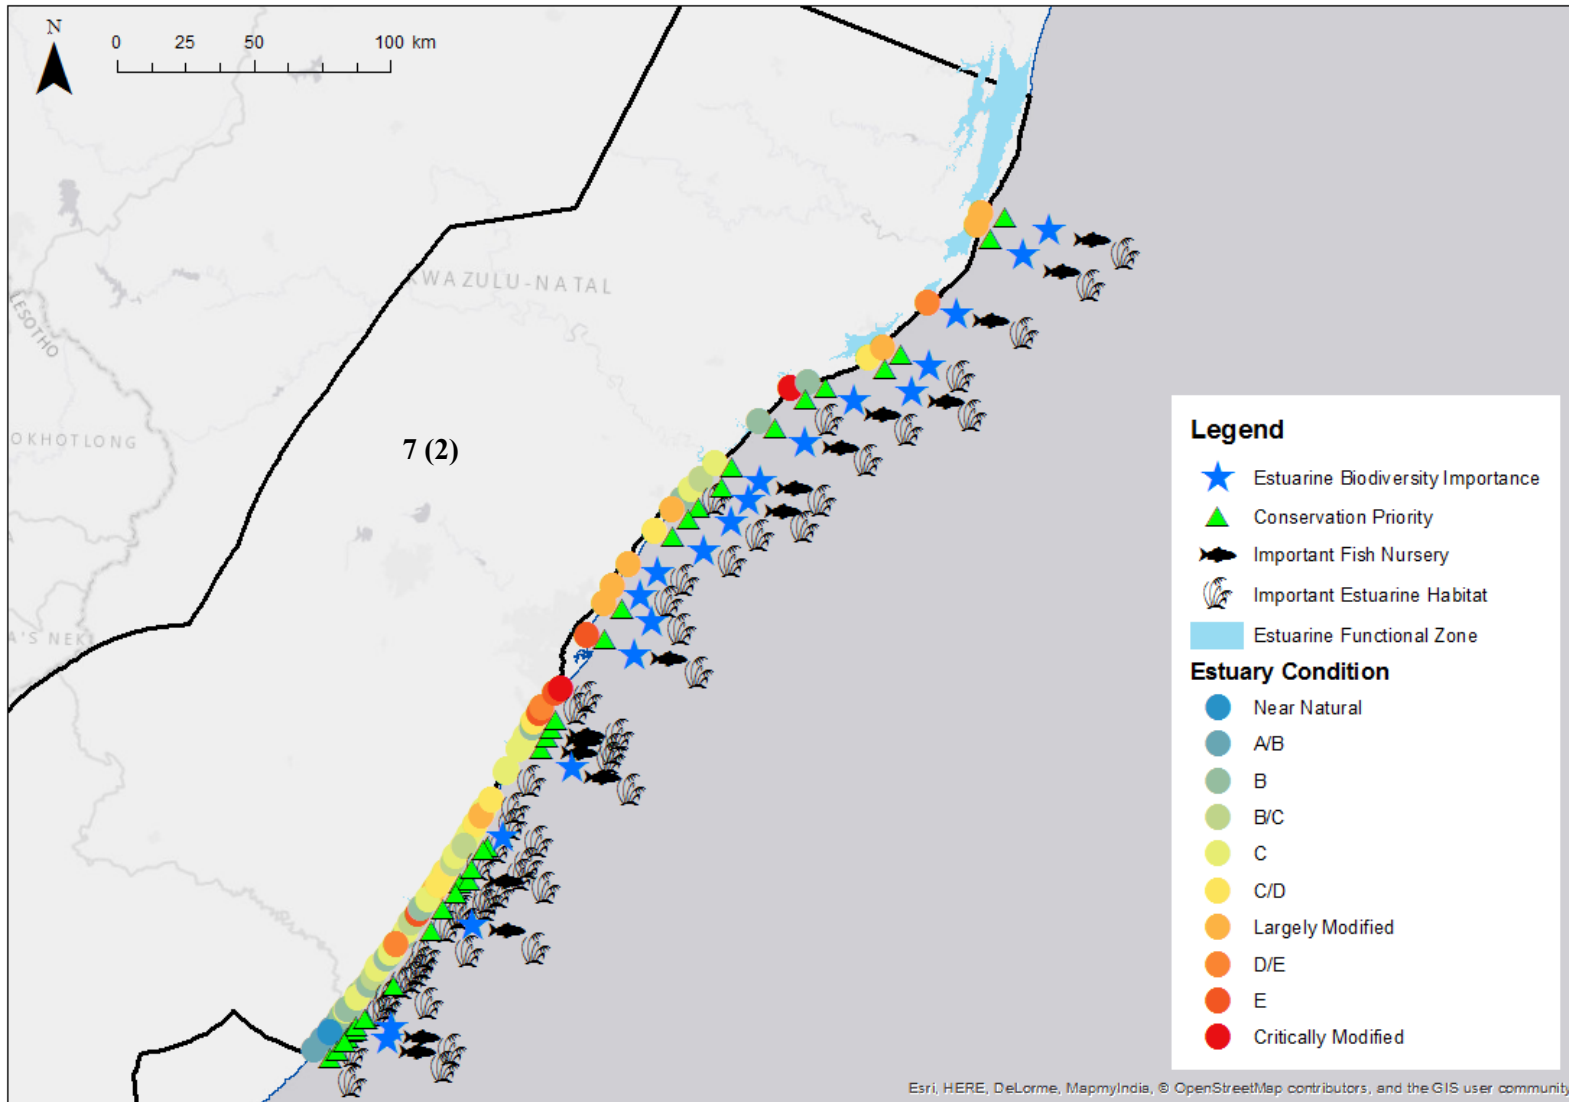 N
0 25 50 100 km
KWAZULU-NATAL
LESOTHO
OKHOTLONG
7 (2)
A'S NEK
Legend
Estuarine Biodiversity Importance
Conservation Priority
Important Fish Nursery
Important Estuarine Habitat
Estuarine Functional Zone
Estuary Condition
Near Natural
A/B
B
B/C
C
C/D
Largely Modified
D/E
E
Critically Modified
Esri, HERE, DeLorme, MapmyIndia, © OpenStreetMap contributors, and the GIS user community